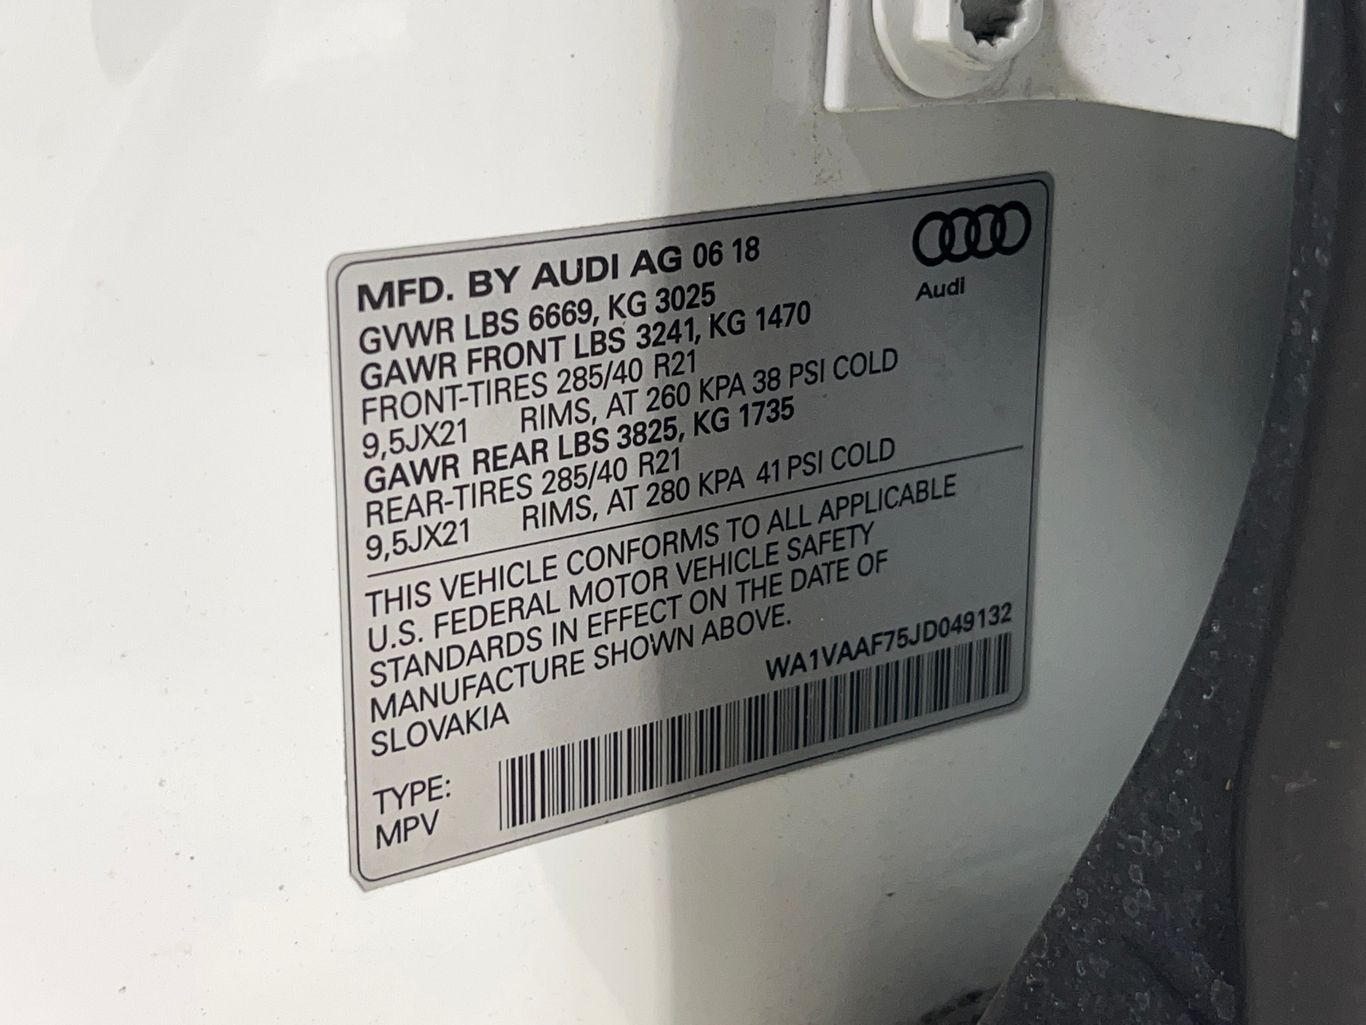 MFD. BY AUDI AG 06 18
Audi
GVWR LBS 6669, KG 3025
GAWR FRONT LBS 3241, KG 1470
FRONT-TIRES 285/40 R21
9,5JX21 RIMS, AT 260 KPA 38 PSI COLD
GAWR REAR LBS 3825, KG 1735
REAR-TIRES 285/40 R21
9,5JX21 RIMS, AT 280 KPA 41 PSI COLD
THIS VEHICLE CONFORMS TO ALL APPLICABLE
U.S. FEDERAL MOTOR VEHICLE SAFETY
STANDARDS IN EFFECT ON THE DATE OF
MANUFACTURE SHOWN ABOVE.
SLOVAKIA
WA1VAAF75JD049132
TYPE:
MPV